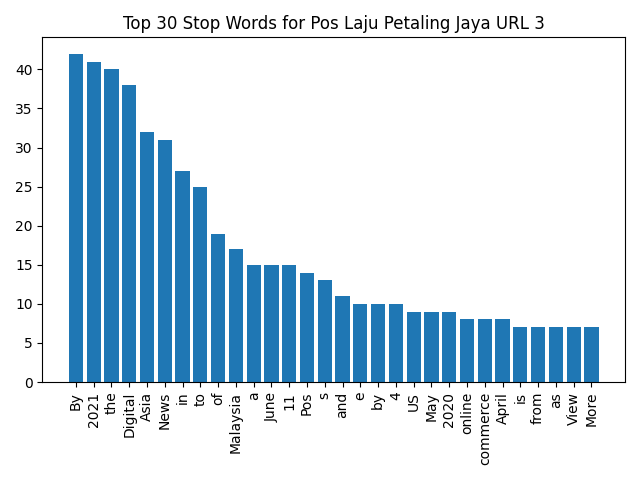 Top 30 Stop Words for Pos Laju Petaling Jaya URL 3
40
35
30
25
20
15
10
5
0
By
2021
the
Digital
Asia
News
in
to
of
Malaysia
a
June
11
Pos
s
and
e
by
4
US
May
2020
online
commerce
April
is
from
as
View
More